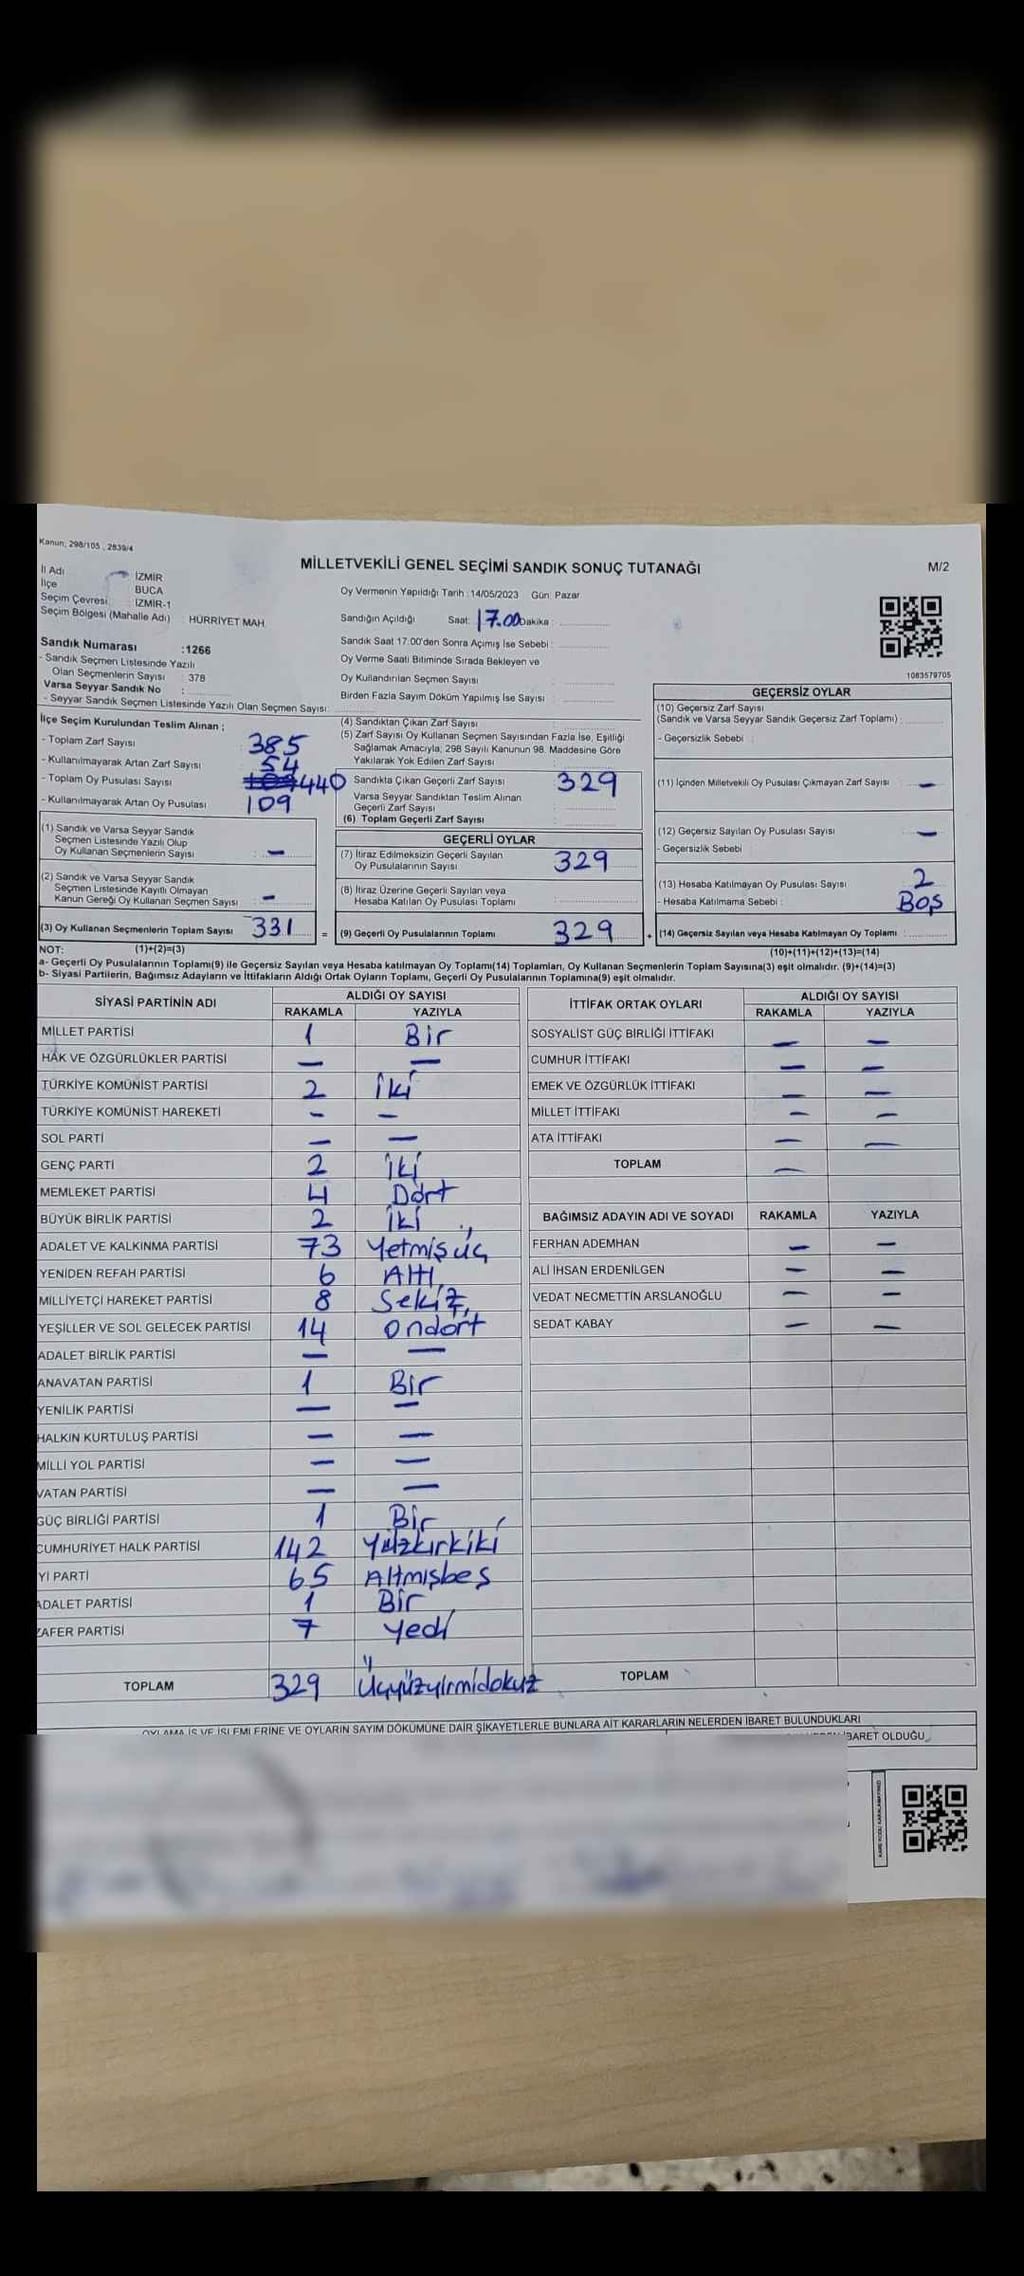 Kanun; 298/105 , 2839/4
MİLLETVEKİLİ GENEL SEÇİMİ SANDIK SONUÇ TUTANAĞI
M/2
İl Adı İZMİR
İlçe BUCA
Seçim Çevresi İZMİR-1
Seçim Bölgesi (Mahalle Adı) : HÜRRİYET MAH.
Oy Vermenin Yapıldığı Tarih : 14/05/2023 Gün: Pazar
Sandığın Açıldığı Saat: 17.00 Dakika :
Sandık Saat 17:00'den Sonra Açımış İse Sebebi :
Oy Verme Saati Bitiminde Sırada Bekleyen ve
Oy Kullandırılan Seçmen Sayısı :
Birden Fazla Sayım Döküm Yapılmış İse Sayısı :
Sandık Numarası :1266
- Sandık Seçmen Listesinde Yazılı
Olan Seçmenlerin Sayısı : 378
Varsa Seyyar Sandık No :
- Seyyar Sandık Seçmen Listesinde Yazılı Olan Seçmen Sayısı:
1083579705
İlçe Seçim Kurulundan Teslim Alınan ;
- Toplam Zarf Sayısı 385
- Kullanılmayarak Artan Zarf Sayısı 54
- Toplam Oy Pusulası Sayısı 440
- Kullanılmayarak Artan Oy Pusulası 109
(1) Sandık ve Varsa Seyyar Sandık
Seçmen Listesinde Yazılı Olup
Oy Kullanan Seçmenlerin Sayısı : –
(2) Sandık ve Varsa Seyyar Sandık
Seçmen Listesinde Kayıtlı Olmayan
Kanun Gereği Oy Kullanan Seçmen Sayısı : –
(3) Oy Kullanan Seçmenlerin Toplam Sayısı 331 =
(4) Sandıktan Çıkan Zarf Sayısı :
(5) Zarf Sayısı Oy Kullanan Seçmen Sayısından Fazla İse, Eşitliği
Sağlamak Amacıyla; 298 Sayılı Kanunun 98. Maddesine Göre
Yakılarak Yok Edilen Zarf Sayısı :
Sandıkta Çıkan Geçerli Zarf Sayısı 329
Varsa Seyyar Sandıktan Teslim Alınan
Geçerli Zarf Sayısı
(6) Toplam Geçerli Zarf Sayısı :
GEÇERLİ OYLAR
(7) İtiraz Edilmeksizin Geçerli Sayılan
Oy Pusulalarının Sayısı 329
(8) İtiraz Üzerine Geçerli Sayılan veya
Hesaba Katılan Oy Pusulası Toplamı
(9) Geçerli Oy Pusulalarının Toplamı 329 +
GEÇERSİZ OYLAR
(10) Geçersiz Zarf Sayısı
(Sandık ve Varsa Seyyar Sandık Geçersiz Zarf Toplamı) :
- Geçersizlik Sebebi :
(11) İçinden Milletvekili Oy Pusulası Çıkmayan Zarf Sayısı –
(12) Geçersiz Sayılan Oy Pusulası Sayısı –
- Geçersizlik Sebebi
(13) Hesaba Katılmayan Oy Pusulası Sayısı 2
- Hesaba Katılmama Sebebi : Boş
(14) Geçersiz Sayılan veya Hesaba Katılmayan Oy Toplamı :
NOT: (1)+(2)=(3) (10)+(11)+(12)+(13)=(14)
a- Geçerli Oy Pusulalarının Toplamı(9) ile Geçersiz Sayılan veya Hesaba katılmayan Oy Toplamı(14) Toplamları, Oy Kullanan Seçmenlerin Toplam Sayısına(3) eşit olmalıdır. (9)+(14)=(3)
b- Siyasi Partilerin, Bağımsız Adayların ve İttifakların Aldığı Ortak Oyların Toplamı, Geçerli Oy Pusulalarının Toplamına(9) eşit olmalıdır.
SİYASİ PARTİNİN ADI ALDIĞI OY SAYISI
RAKAMLA YAZIYLA
MİLLET PARTİSİ 1 Bir
HAK VE ÖZGÜRLÜKLER PARTİSİ – –
TÜRKİYE KOMÜNİST PARTİSİ 2 İki
TÜRKİYE KOMÜNİST HAREKETİ – –
SOL PARTİ – –
GENÇ PARTİ 2 İki
MEMLEKET PARTİSİ 4 Dört
BÜYÜK BİRLİK PARTİSİ 2 İki
ADALET VE KALKINMA PARTİSİ 73 Yetmişüç
YENİDEN REFAH PARTİSİ 6 Altı
MİLLİYETÇİ HAREKET PARTİSİ 8 Sekiz
YEŞİLLER VE SOL GELECEK PARTİSİ 14 Ondört
ADALET BİRLİK PARTİSİ – –
ANAVATAN PARTİSİ 1 Bir
YENİLİK PARTİSİ – –
HALKIN KURTULUŞ PARTİSİ – –
MİLLİ YOL PARTİSİ – –
VATAN PARTİSİ – –
GÜÇ BİRLİĞİ PARTİSİ 1 Bir
CUMHURİYET HALK PARTİSİ 142 Yüzkırkiki
Yİ PARTİ 65 Altmışbeş
ADALET PARTİSİ 1 Bir
ZAFER PARTİSİ 7 Yedi
TOPLAM 329 Üçyüzyirmidokuz
İTTİFAK ORTAK OYLARI ALDIĞI OY SAYISI
RAKAMLA YAZIYLA
SOSYALİST GÜÇ BİRLİĞİ İTTİFAKI – –
CUMHUR İTTİFAKI – –
EMEK VE ÖZGÜRLÜK İTTİFAKI – –
MİLLET İTTİFAKI – –
ATA İTTİFAKI – –
TOPLAM –
BAĞIMSIZ ADAYIN ADI VE SOYADI RAKAMLA YAZIYLA
FERHAN ADEMHAN – –
ALİ İHSAN ERDENİLGEN – –
VEDAT NECMETTİN ARSLANOĞLU – –
SEDAT KABAY – –
TOPLAM
OYLAMA İŞ VE İŞLEMLERİNE VE OYLARIN SAYIM DÖKÜMÜNE DAİR ŞİKAYETLERLE BUNLARA AİT KARARLARIN NELERDEN İBARET BULUNDUKLARI
İBARET OLDUĞU
KARE KODU KARALAMAYINIZ